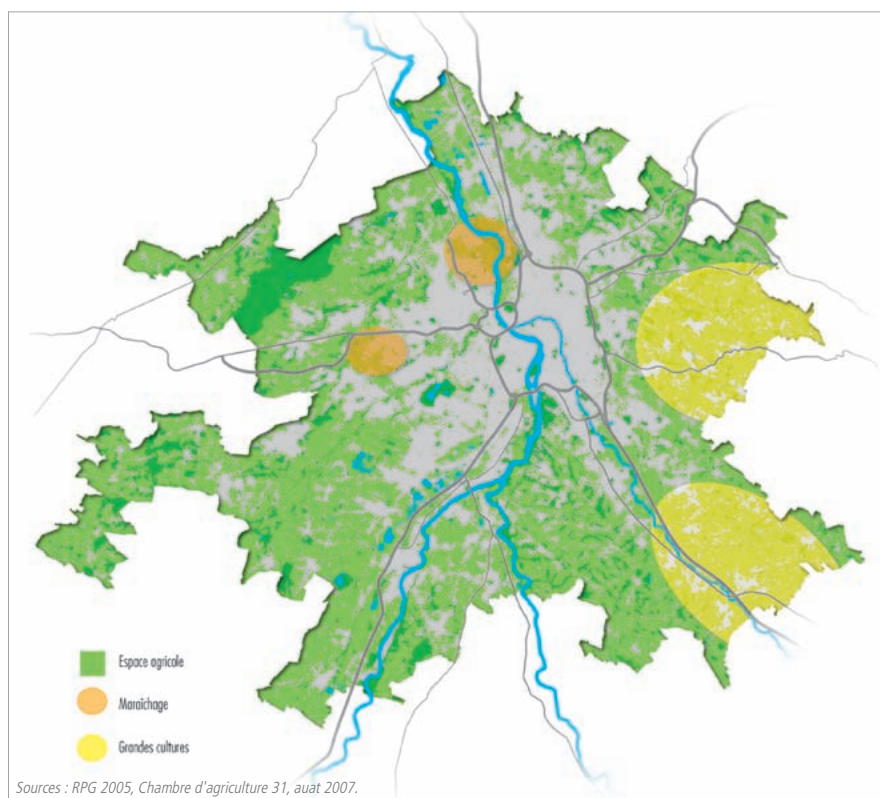 Espace agricole
Maraîchage
Grandes cultures
Sources : RPG 2005, Chambre d'agriculture 31, auat 2007.